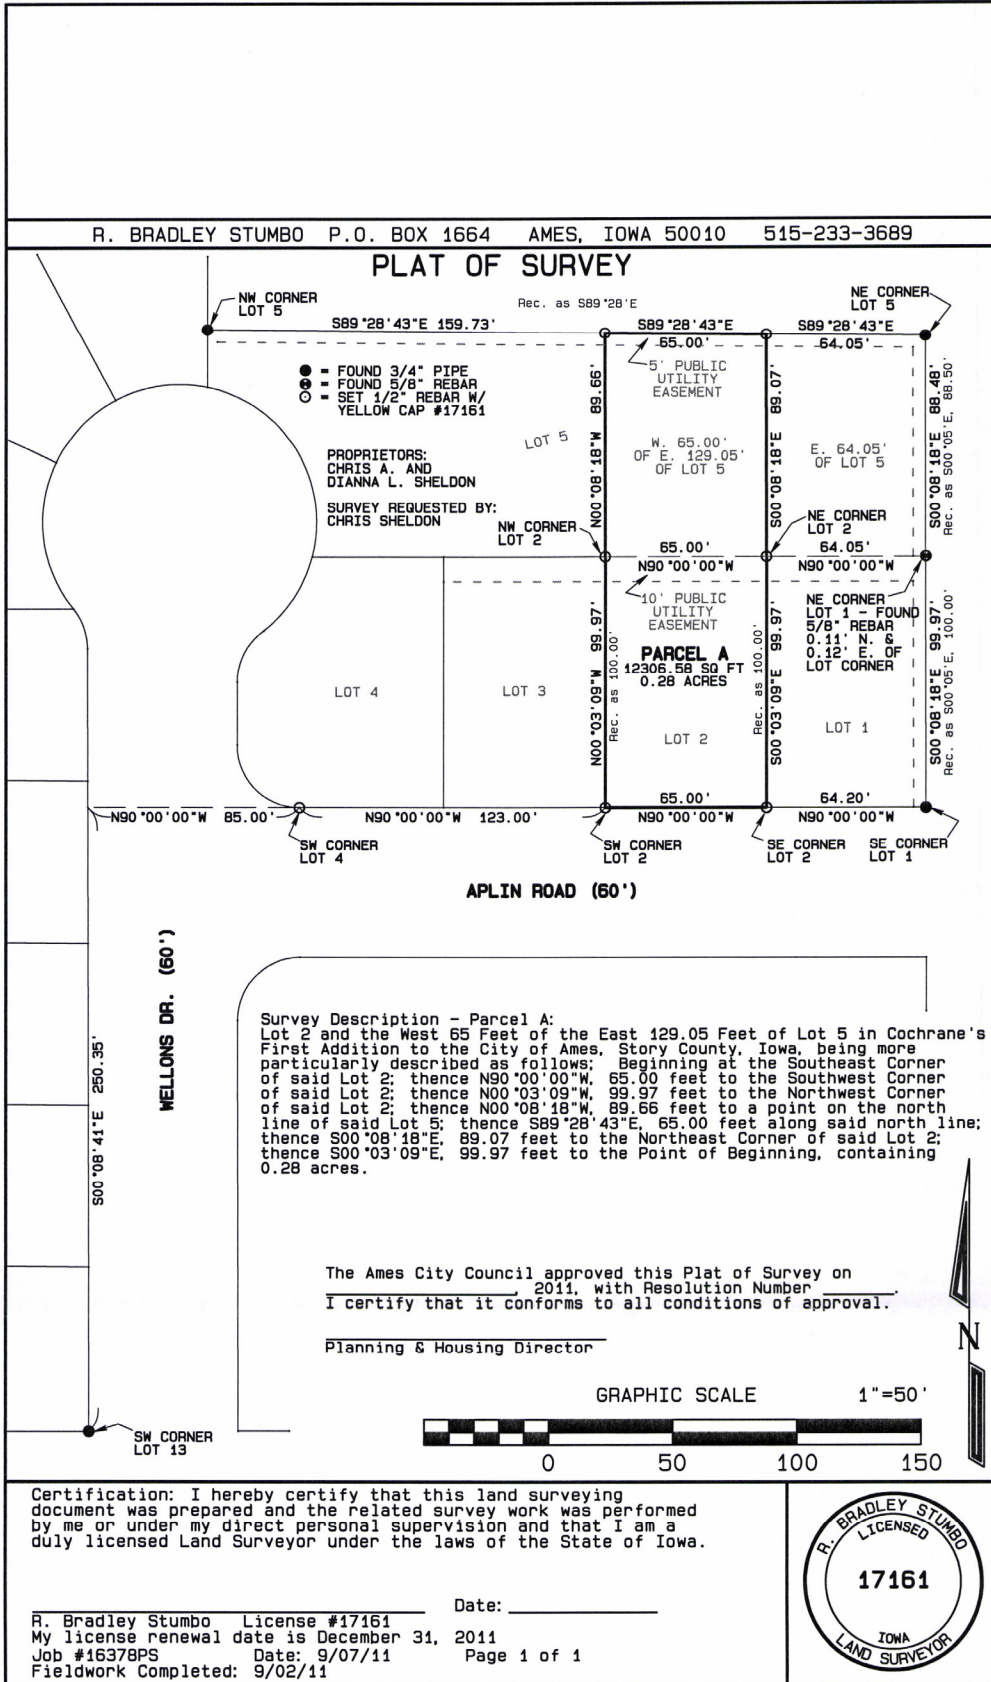 R. BRADLEY STUMBO P.O. BOX 1664 AMES, IOWA 50010 515-233-3689
PLAT OF SURVEY
NW CORNER
LOT 5
Rec. as S89°28'E
NE CORNER
LOT 5
S89°28'43"E 159.73'
S89°28'43"E
65.00'
S89°28'43"E
64.05'
● = FOUND 3/4" PIPE
= FOUND 5/8" REBAR
= SET 1/2" REBAR W/
YELLOW CAP #17161
5' PUBLIC
UTILITY
EASEMENT
N00°08'18"W 89.66'
S00°08'18"E 89.07'
S00°08'18"E 88.48'
Rec. as S00°05'E, 88.50'
LOT 5
W. 65.00'
OF E. 129.05'
OF LOT 5
E. 64.05'
OF LOT 5
PROPRIETORS:
CHRIS A. AND
DIANNA L. SHELDON
SURVEY REQUESTED BY:
CHRIS SHELDON
NW CORNER
LOT 2
NE CORNER
LOT 2
65.00'
N90°00'00"W
64.05'
N90°00'00"W
10' PUBLIC
UTILITY
EASEMENT
NE CORNER
LOT 1 - FOUND
5/8" REBAR
0.11' N. &
0.12' E. OF
LOT CORNER
N00°03'09"W 99.97'
Rec. as 100.00'
PARCEL A
12306.58 SQ FT
0.28 ACRES
Rec. as 100.00'
S00°03'09"E 99.97'
S00°08'18"E 99.97'
Rec. as S00°05'E, 100.00'
LOT 4
LOT 3
LOT 2
LOT 1
N90°00'00"W 85.00'
N90°00'00"W 123.00'
65.00'
N90°00'00"W
64.20'
N90°00'00"W
SW CORNER
LOT 4
SW CORNER
LOT 2
SE CORNER
LOT 2
SE CORNER
LOT 1
APLIN ROAD (60')
WELLONS DR. (60')
S00°08'41"E 250.35'
Survey Description - Parcel A:
Lot 2 and the West 65 Feet of the East 129.05 Feet of Lot 5 in Cochrane's
First Addition to the City of Ames, Story County, Iowa, being more
particularly described as follows; Beginning at the Southeast Corner
of said Lot 2; thence N90°00'00"W, 65.00 feet to the Southwest Corner
of said Lot 2; thence N00°03'09"W, 99.97 feet to the Northwest Corner
of said Lot 2; thence N00°08'18"W, 89.66 feet to a point on the north
line of said Lot 5; thence S89°28'43"E, 65.00 feet along said north line;
thence S00°08'18"E, 89.07 feet to the Northeast Corner of said Lot 2;
thence S00°03'09"E, 99.97 feet to the Point of Beginning, containing
0.28 acres.
The Ames City Council approved this Plat of Survey on
, 2011, with Resolution Number .
I certify that it conforms to all conditions of approval.
Planning & Housing Director
N
GRAPHIC SCALE 1"=50'
0 50 100 150
SW CORNER
LOT 13
Certification: I hereby certify that this land surveying
document was prepared and the related survey work was performed
by me or under my direct personal supervision and that I am a
duly licensed Land Surveyor under the laws of the State of Iowa.
Date:
R. Bradley Stumbo License #17161
My license renewal date is December 31, 2011
Job #16378PS Date: 9/07/11 Page 1 of 1
Fieldwork Completed: 9/02/11
R. BRADLEY STUMBO
LICENSED
17161
IOWA
LAND SURVEYOR